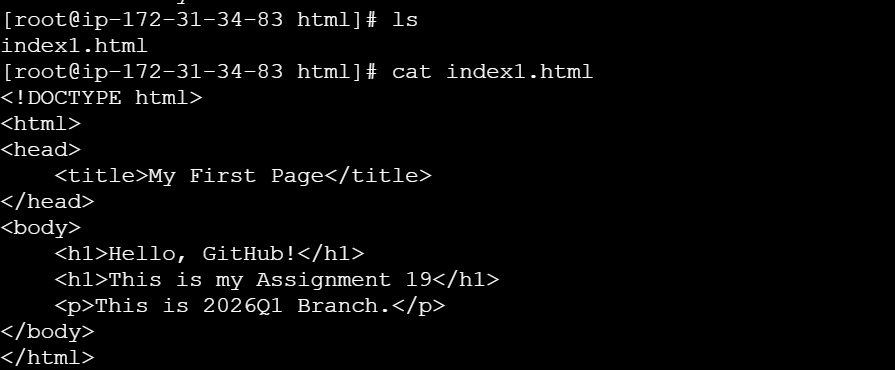 [root@ip-172-31-34-83 html]# ls
index1.html
[root@ip-172-31-34-83 html]# cat index1.html
<!DOCTYPE html>
<html>
<head>
    <title>My First Page</title>
</head>
<body>
    <h1>Hello, GitHub!</h1>
    <h1>This is my Assignment 19</h1>
    <p>This is 2026Q1 Branch.</p>
</body>
</html>